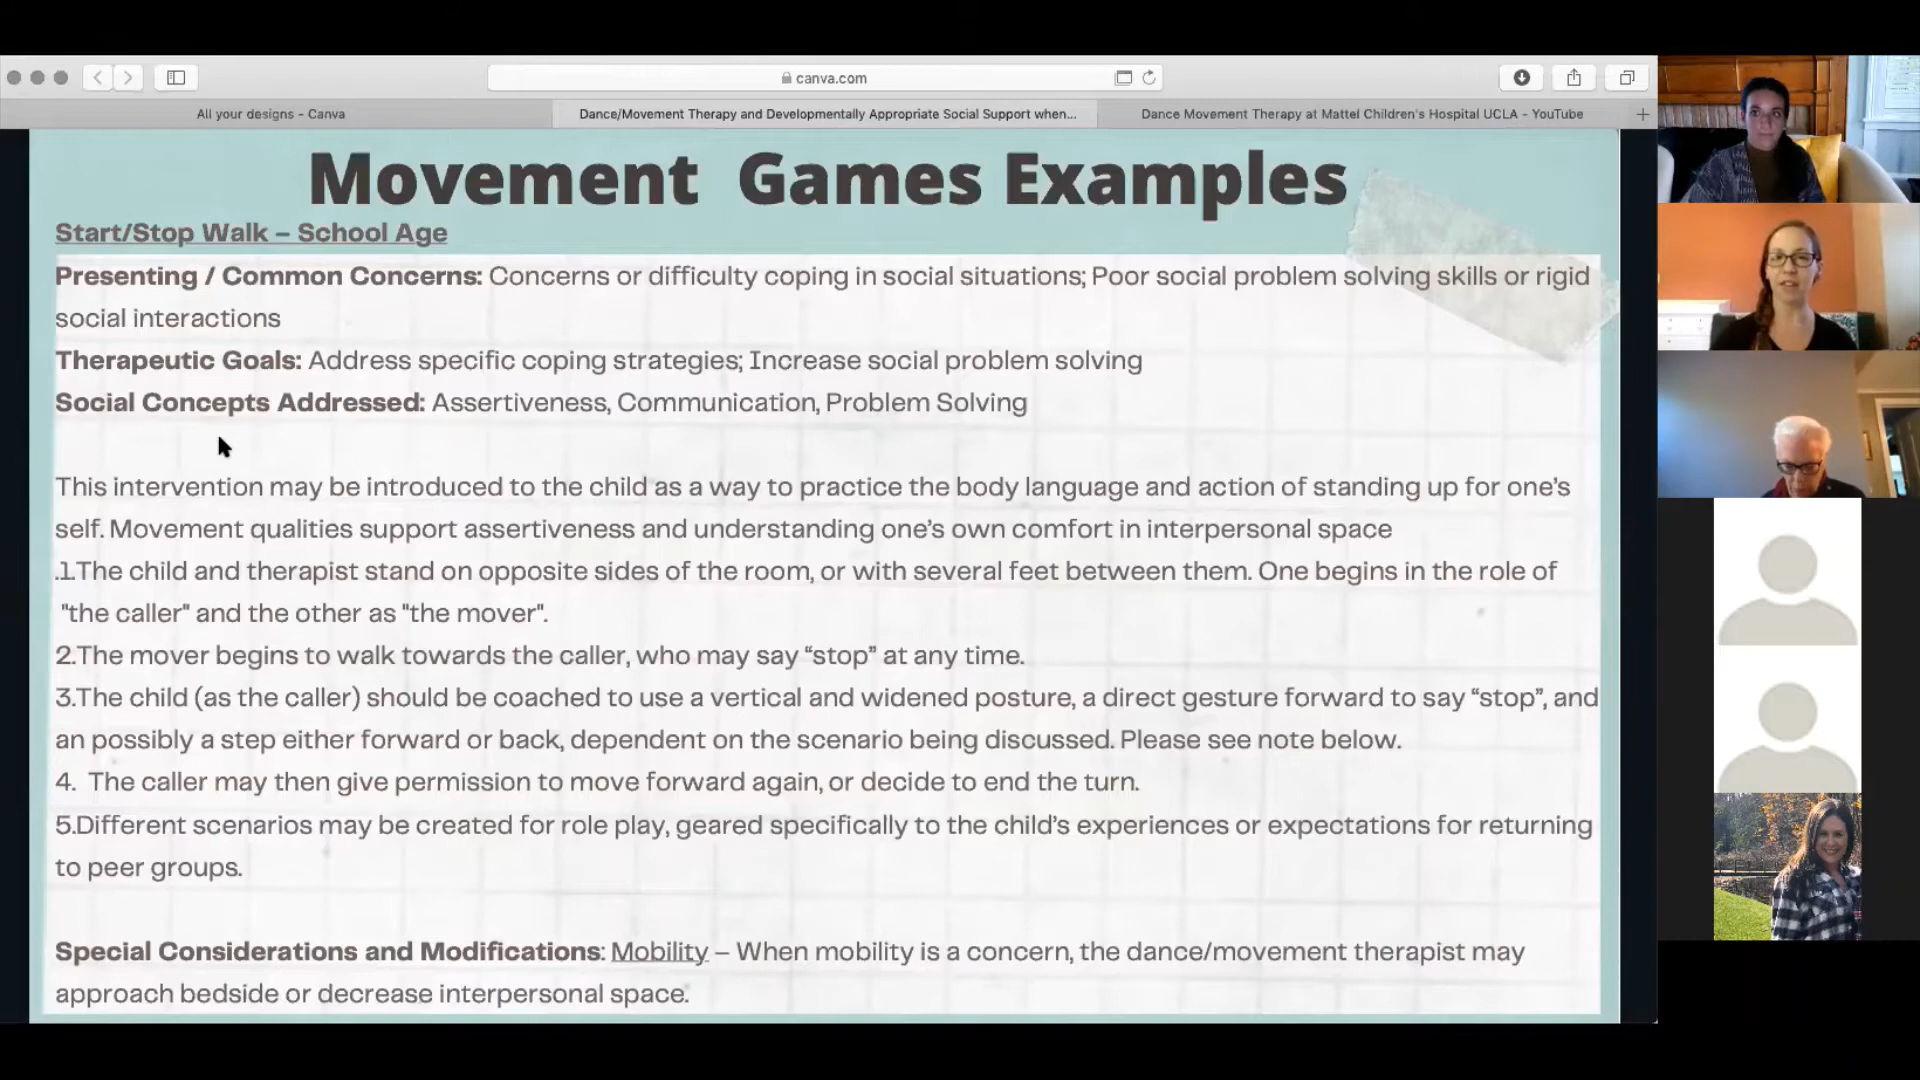 canva.com
All your designs - Canva
Dance/Movement Therapy and Developmentally Appropriate Social Support when...
Dance Movement Therapy at Mattel Children's Hospital UCLA - YouTube
Movement Games Examples
Start/Stop Walk – School Age
Presenting / Common Concerns: Concerns or difficulty coping in social situations; Poor social problem solving skills or rigid
social interactions
Therapeutic Goals: Address specific coping strategies; Increase social problem solving
Social Concepts Addressed: Assertiveness, Communication, Problem Solving
This intervention may be introduced to the child as a way to practice the body language and action of standing up for one’s
self. Movement qualities support assertiveness and understanding one’s own comfort in interpersonal space
.1.The child and therapist stand on opposite sides of the room, or with several feet between them. One begins in the role of
"the caller" and the other as "the mover".
2.The mover begins to walk towards the caller, who may say “stop” at any time.
3.The child (as the caller) should be coached to use a vertical and widened posture, a direct gesture forward to say “stop”, and
an possibly a step either forward or back, dependent on the scenario being discussed. Please see note below.
4. The caller may then give permission to move forward again, or decide to end the turn.
5.Different scenarios may be created for role play, geared specifically to the child’s experiences or expectations for returning
to peer groups.
Special Considerations and Modifications: Mobility – When mobility is a concern, the dance/movement therapist may
approach bedside or decrease interpersonal space.